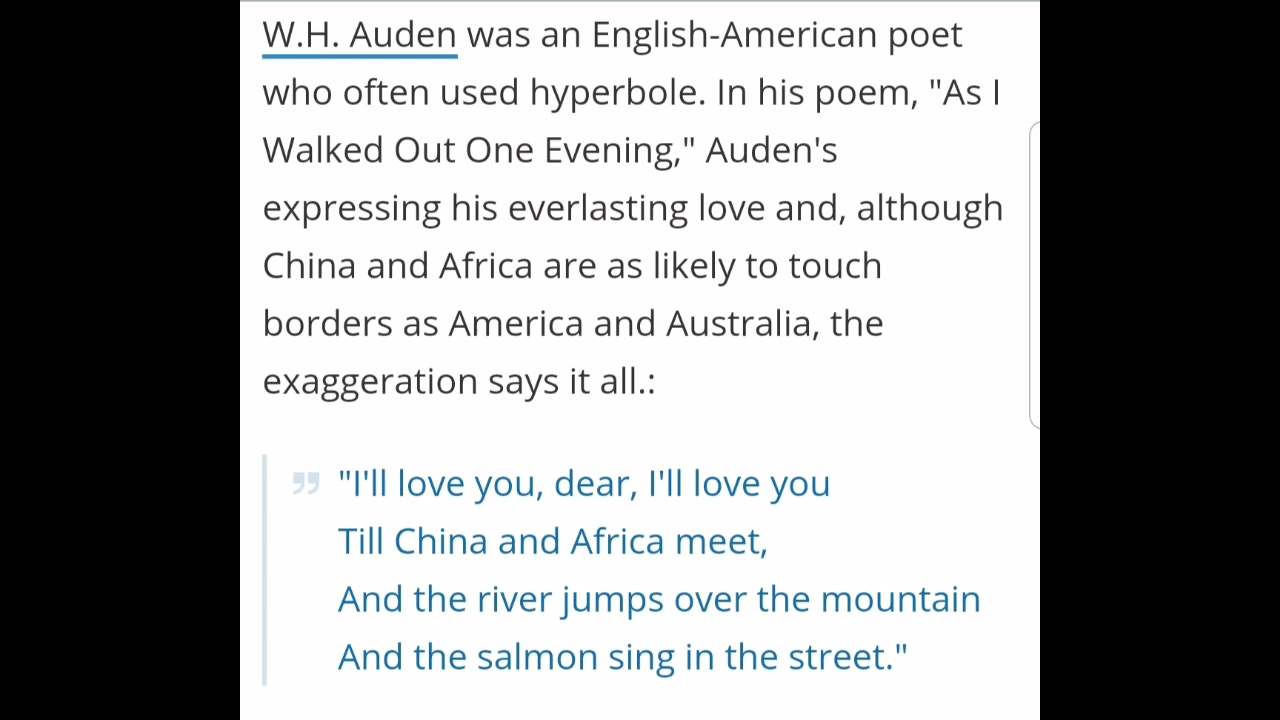 W.H. Auden was an English-American poet
who often used hyperbole. In his poem, "As I
Walked Out One Evening," Auden's
expressing his everlasting love and, although
China and Africa are as likely to touch
borders as America and Australia, the
exaggeration says it all.:
"I'll love you, dear, I'll love you
Till China and Africa meet,
And the river jumps over the mountain
And the salmon sing in the street."